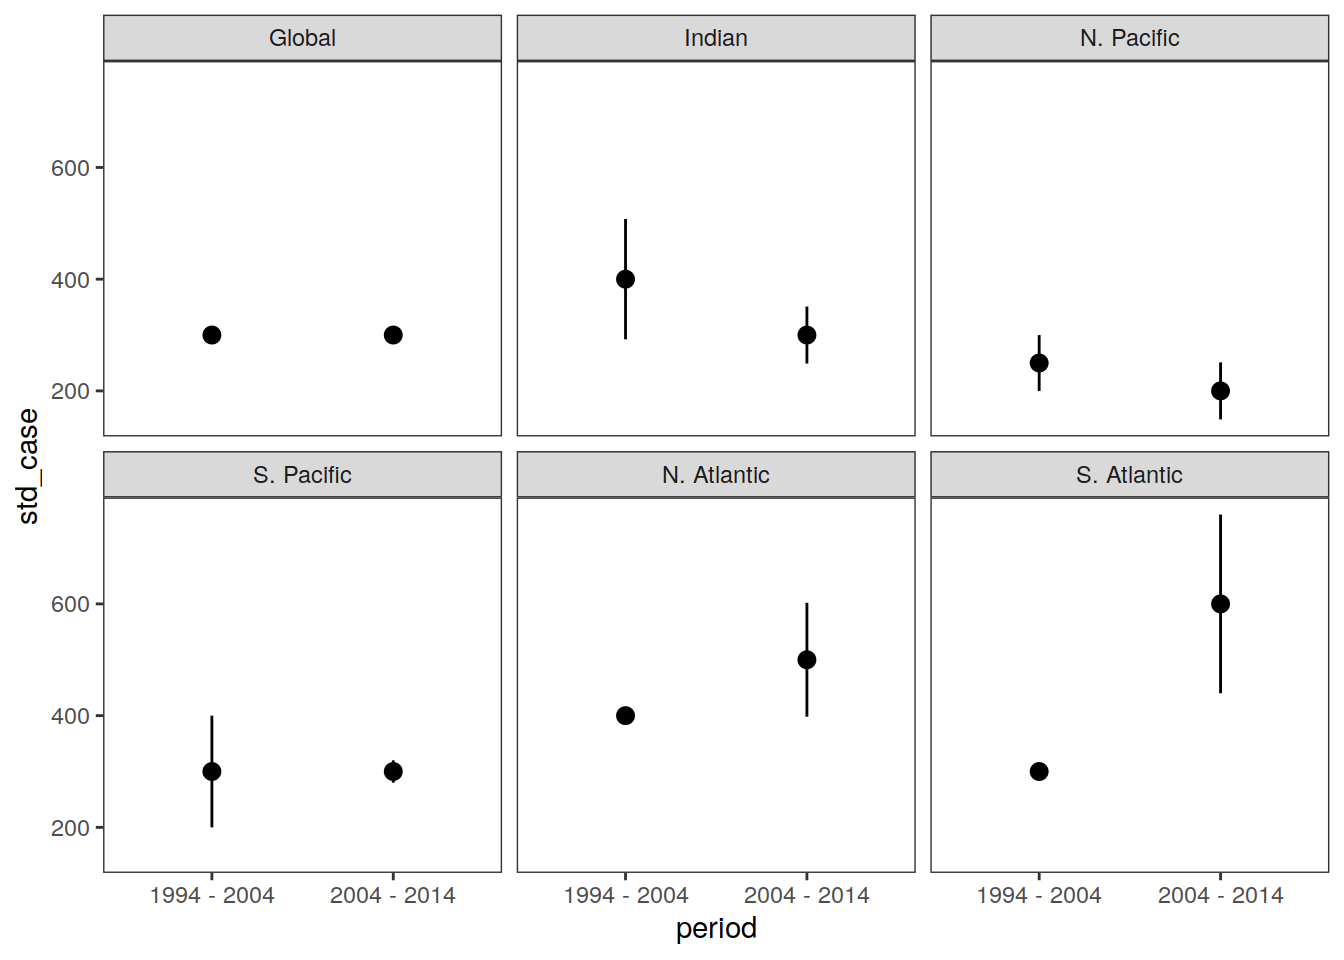 Global Indian N. Pacific
600
400
200
S. Pacific N. Atlantic S. Atlantic
600
400
200
std_case
1994 - 2004 2004 - 2014 1994 - 2004 2004 - 2014 1994 - 2004 2004 - 2014
period